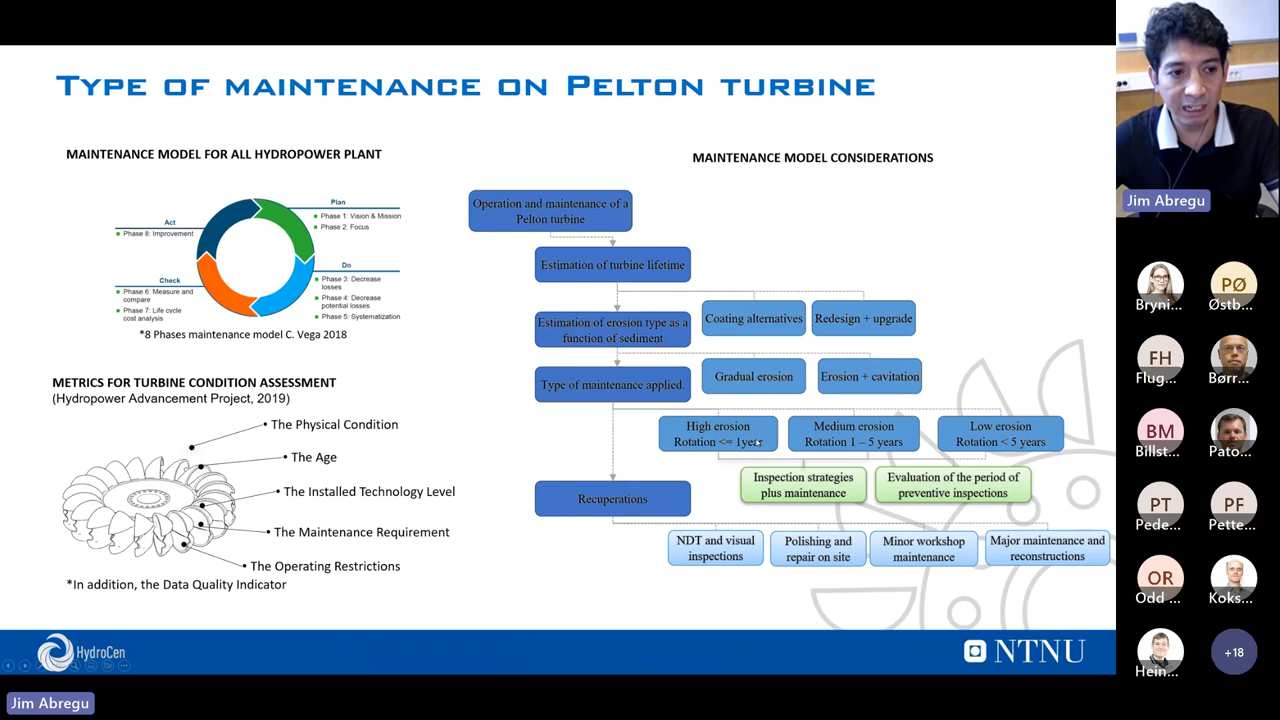 TYPE OF MAINTENANCE ON PELTON TURBINE
MAINTENANCE MODEL FOR ALL HYDROPOWER PLANT
Plan
Phase 1: Vision & Mission
Phase 2: Focus
Act
Phase 8: Improvement
Do
Phase 3: Decrease
losses
Phase 4: Decrease
potential losses
Phase 5: Systematization
Check
Phase 6: Measure and
compare
Phase 7: Life cycle
cost analysis
*8 Phases maintenance model C. Vega 2018
METRICS FOR TURBINE CONDITION ASSESSMENT
(Hydropower Advancement Project, 2019)
• The Physical Condition
• The Age
• The Installed Technology Level
• The Maintenance Requirement
• The Operating Restrictions
*In addition, the Data Quality Indicator
MAINTENANCE MODEL CONSIDERATIONS
Operation and maintenance of a
Pelton turbine
Estimation of turbine lifetime
Coating alternatives
Redesign + upgrade
Estimation of erosion type as a
function of sediment
Gradual erosion
Erosion + cavitation
Type of maintenance applied.
High erosion
Rotation <= 1year
Medium erosion
Rotation 1 – 5 years
Low erosion
Rotation < 5 years
Inspection strategies
plus maintenance
Evaluation of the period of
preventive inspections
Recuperations
NDT and visual
inspections
Polishing and
repair on site
Minor workshop
maintenance
Major maintenance and
reconstructions
HydroCen
NTNU
Jim Abregu
Bryni...
PØ
Østb...
FH
Flug...
Børr...
BM
Billst...
Pato...
PT
Pede...
PF
Pette...
OR
Odd ...
Koks...
Hein...
+18
Jim Abregu